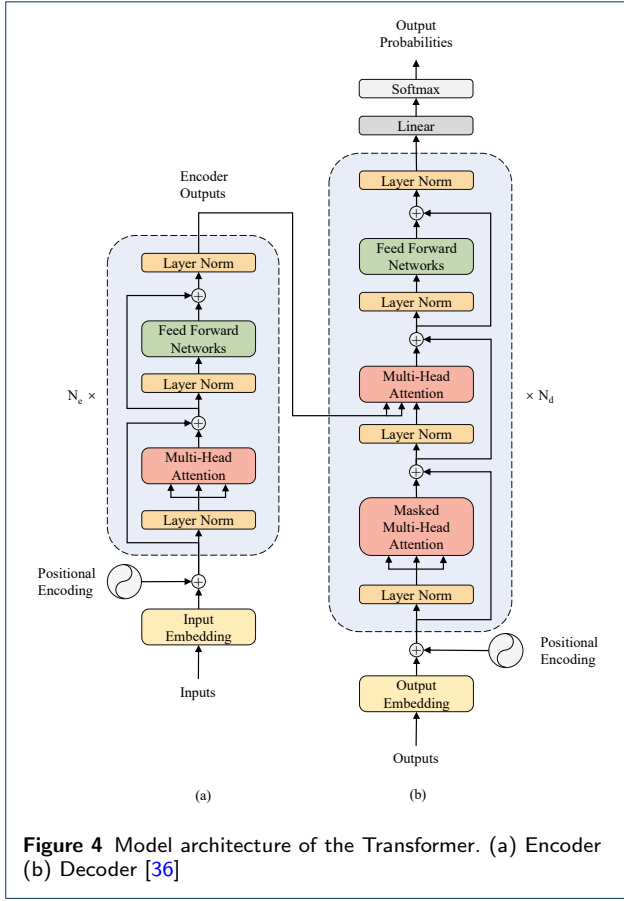 Output
Probabilities
Softmax
Linear
Layer Norm
Feed Forward
Networks
Layer Norm
Multi-Head
Attention
Layer Norm
Masked
Multi-Head
Attention
Layer Norm
× Nd
Positional
Encoding
Output
Embedding
Outputs
(b)
Encoder
Outputs
Layer Norm
Feed Forward
Networks
Layer Norm
Ne ×
Multi-Head
Attention
Layer Norm
Positional
Encoding
Input
Embedding
Inputs
(a)
Figure 4 Model architecture of the Transformer. (a) Encoder
(b) Decoder [36]